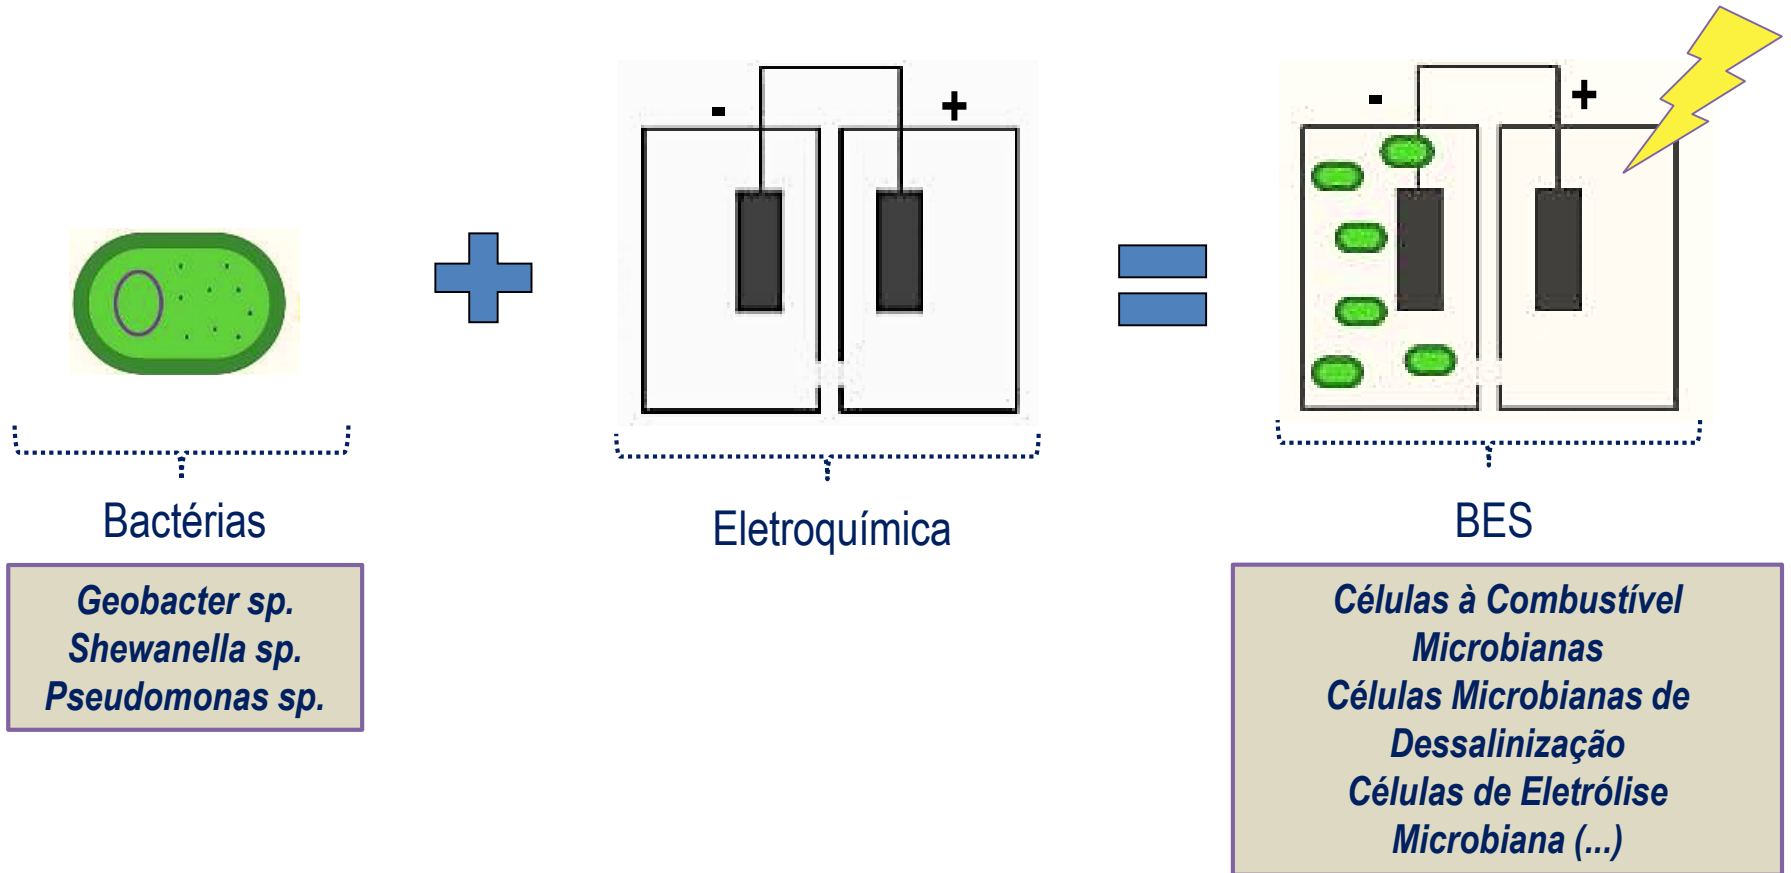 -
+
-
+
Bactérias
Eletroquímica
BES
Geobacter sp.
Shewanella sp.
Pseudomonas sp.
Células à Combustível
Microbianas
Células Microbianas de
Dessalinização
Células de Eletrólise
Microbiana (...)